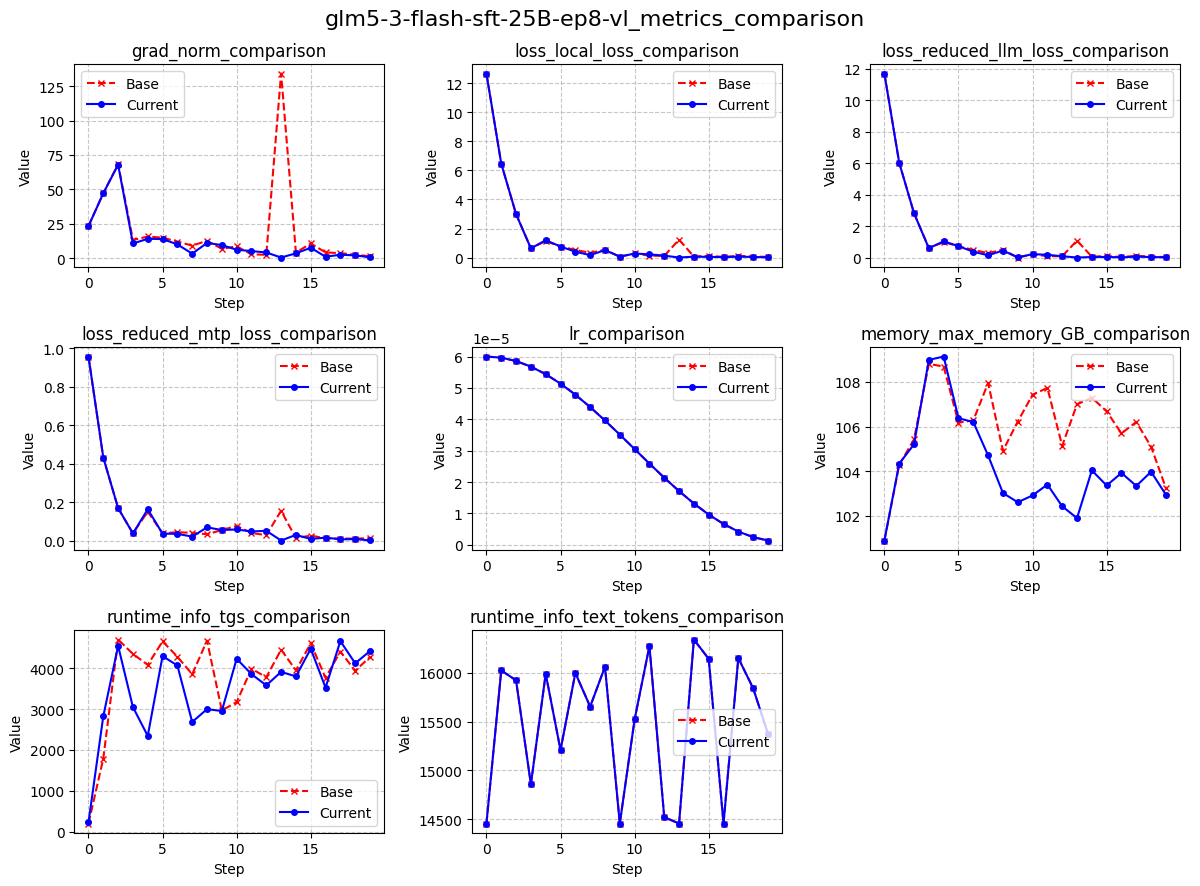 glm5-3-flash-sft-25B-ep8-vl_metrics_comparison
grad_norm_comparison
Value
125
100
75
50
25
0
0
5
10
15
Step
Base
Current
loss_local_loss_comparison
Value
12
10
8
6
4
2
0
0
5
10
15
Step
Base
Current
loss_reduced_llm_loss_comparison
Value
12
10
8
6
4
2
0
0
5
10
15
Step
Base
Current
loss_reduced_mtp_loss_comparison
Value
1.0
0.8
0.6
0.4
0.2
0.0
0
5
10
15
Step
Base
Current
lr_comparison
1e−5
Value
6
5
4
3
2
1
0
0
5
10
15
Step
Base
Current
memory_max_memory_GB_comparison
Value
108
106
104
102
0
5
10
15
Step
Base
Current
runtime_info_tgs_comparison
Value
4000
3000
2000
1000
0
0
5
10
15
Step
Base
Current
runtime_info_text_tokens_comparison
Value
16000
15500
15000
14500
0
5
10
15
Step
Base
Current